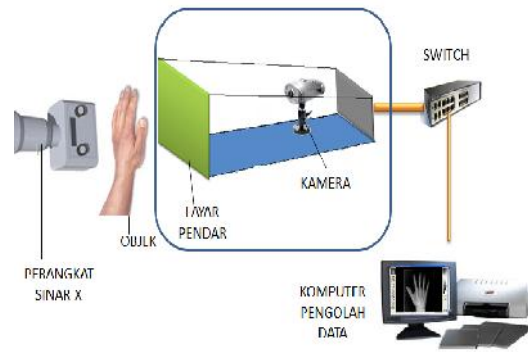 SWITCH
KAMERA
LAYAR
PENDAR
OBJEK
PERANGKAT
SINAR X
KOMPUTER
PENGOLAH
DATA